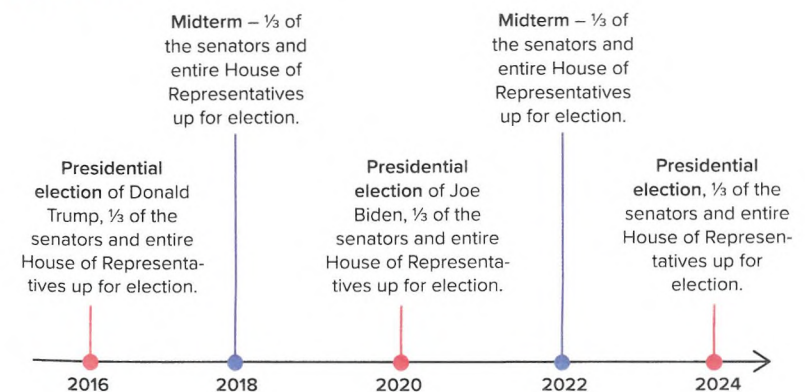 Midterm – ⅓ of
the senators and
entire House of
Representatives
up for election.
Midterm – ⅓ of
the senators and
entire House of
Representatives
up for election.
Presidential
election of Donald
Trump, ⅓ of the
senators and entire
House of Representa-
tives up for election.
Presidential
election of Joe
Biden, ⅓ of the
senators and entire
House of Representa-
tives up for election.
Presidential
election, ⅓ of the
senators and entire
House of Represen-
tatives up for
election.
2016
2018
2020
2022
2024